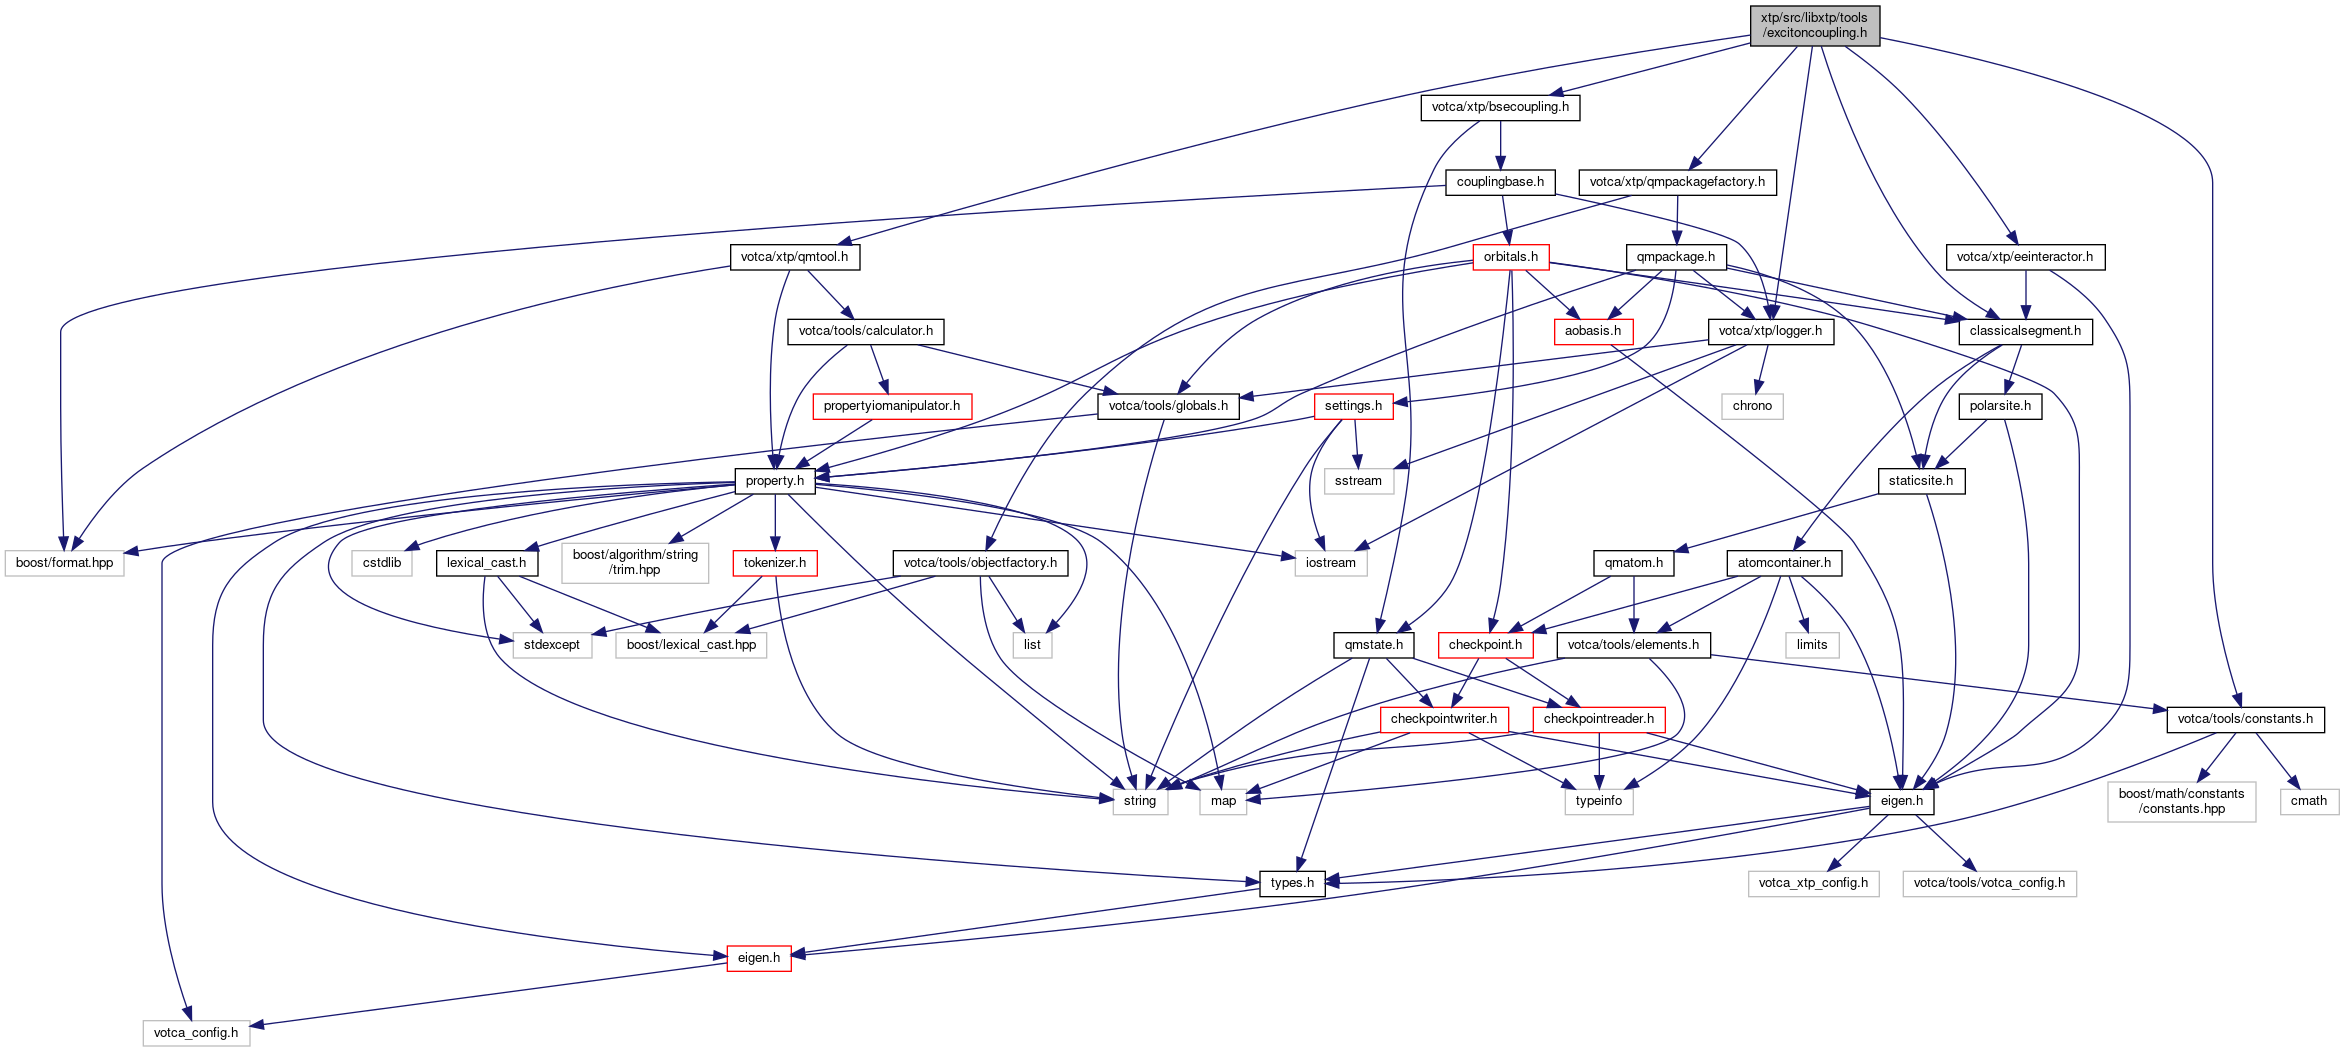 xtp/src/libxtp/tools
/excitoncoupling.h
votca/xtp/bsecoupling.h
couplingbase.h
votca/xtp/qmpackagefactory.h
votca/xtp/qmtool.h
orbitals.h
qmpackage.h
votca/xtp/eeinteractor.h
votca/tools/calculator.h
aobasis.h
votca/xtp/logger.h
classicalsegment.h
propertyiomanipulator.h
votca/tools/globals.h
settings.h
chrono
polarsite.h
property.h
sstream
staticsite.h
boost/format.hpp
cstdlib
lexical_cast.h
boost/algorithm/string
/trim.hpp
tokenizer.h
votca/tools/objectfactory.h
iostream
qmatom.h
atomcontainer.h
stdexcept
boost/lexical_cast.hpp
list
qmstate.h
checkpoint.h
votca/tools/elements.h
limits
checkpointwriter.h
checkpointreader.h
votca/tools/constants.h
string
map
typeinfo
eigen.h
boost/math/constants
/constants.hpp
cmath
types.h
votca_xtp_config.h
votca/tools/votca_config.h
eigen.h
votca_config.h